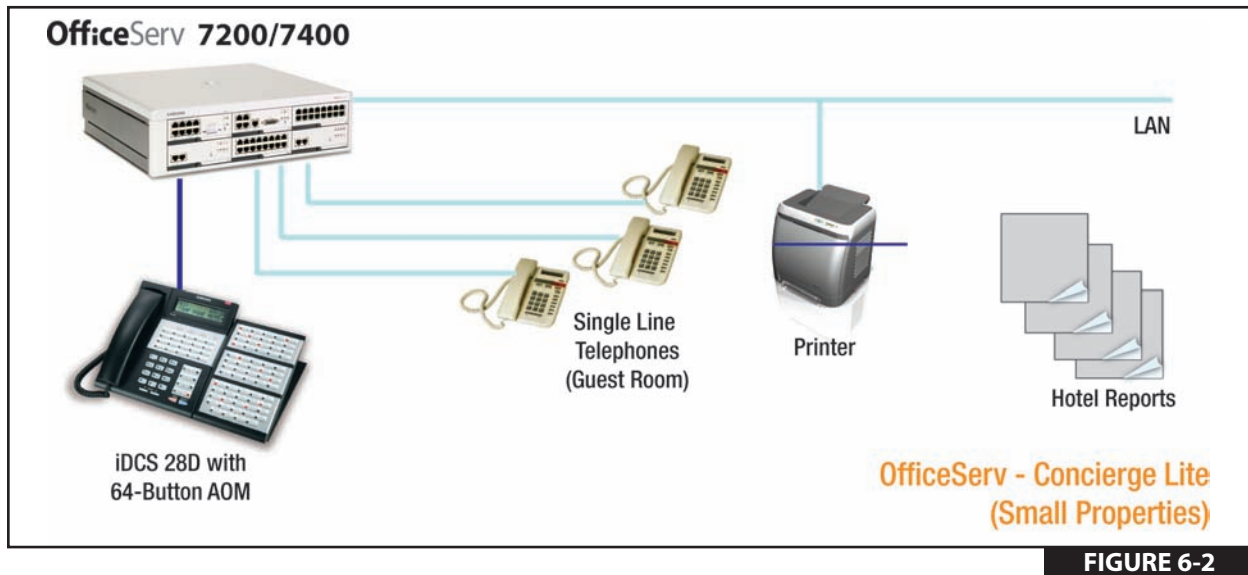 OfficeServ 7200/7400
LAN
Single Line
Telephones
(Guest Room)
Printer
Hotel Reports
iDCS 28D with
64-Button AOM
OfficeServ - Concierge Lite
(Small Properties)
FIGURE 6-2